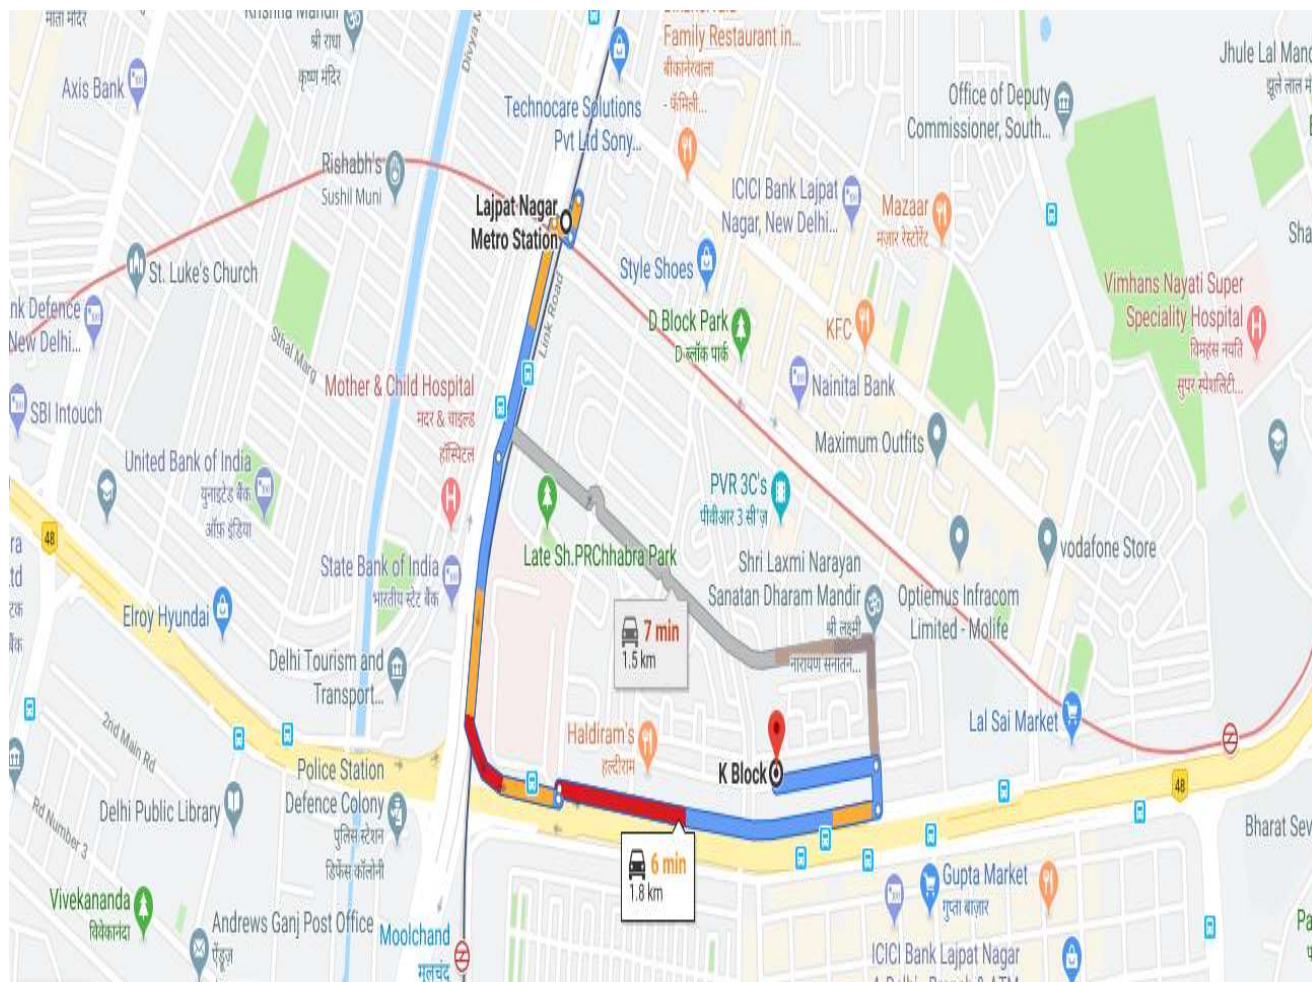 माता मंदिर
Krishna Mandir
श्री राधा
कृष्ण मंदिर
Divya M
Family Restaurant in...
बीकानेरवाला
- फॅमिली...
Jhule Lal Mand
Axis Bank
Technocare Solutions
Pvt Ltd Sony...
Office of Deputy
Commissioner, South...
Rishabh's
Sushil Muni
ICICI Bank Lajpat
Nagar, New Delhi...
Mazaar
मज़ार रेस्टोरेंट
Lajpat Nagar
Metro Station
Sha
St. Luke's Church
Style Shoes
Link Road
nk Defence
New Delhi...
D Block Park
D-ब्लॉक पार्क
KFC
Vimhans Nayati Super
Speciality Hospital
विमहंस नयति
सुपर स्पेशलिटी...
Sthal Marg
Mother & Child Hospital
मदर & चाइल्ड
हॉस्पिटल
Nainital Bank
SBI Intouch
Maximum Outfits
United Bank of India
युनाइटेड बैंक
ऑफ़ इंडिया
PVR 3C's
पीवीआर 3 सी'ज़
48
Late Sh.PRChhabra Park
vodafone Store
State Bank of India
भारतीय स्टेट बैंक
Shri Laxmi Narayan
Sanatan Dharam Mandir
श्री लक्ष्मी
नारायण सनातन...
Optiemus Infracom
Limited - Molife
ra
td
टक
बैंक
Elroy Hyundai
7 min
1.5 km
Delhi Tourism and
Transport...
2nd Main Rd
Haldiram's
हल्दीराम
Lal Sai Market
K Block
48
Police Station
Defence Colony
पुलिस स्टेशन
डिफेंस कॉलोनी
Delhi Public Library
Rd Number 3
Bharat Sev
6 min
1.8 km
Gupta Market
गुप्ता बाज़ार
Vivekananda
विवेकानंदा
Andrews Ganj Post Office
ऐंड्रूज़
Moolchand
मूलचंद
ICICI Bank Lajpat Nagar
Pa